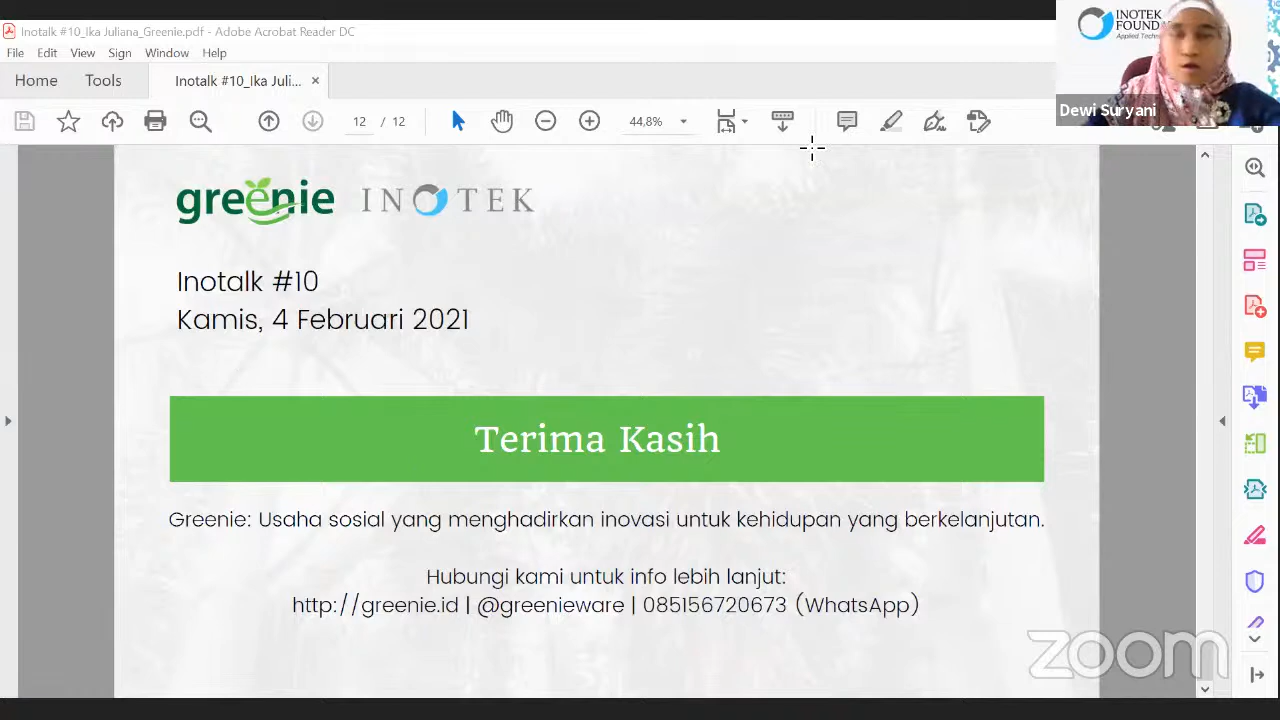 Inotalk #10_Ika Juliana_Greenie.pdf - Adobe Acrobat Reader DC
File Edit View Sign Window Help
Home Tools Inotalk #10_Ika Juli... ×
12 / 12 44,8%
INOTEK
Applied
Dewi Suryani
greenie INOTEK
Inotalk #10
Kamis, 4 Februari 2021
Terima Kasih
Greenie: Usaha sosial yang menghadirkan inovasi untuk kehidupan yang berkelanjutan.
Hubungi kami untuk info lebih lanjut:
http://greenie.id | @greenieware | 085156720673 (WhatsApp)
zoom